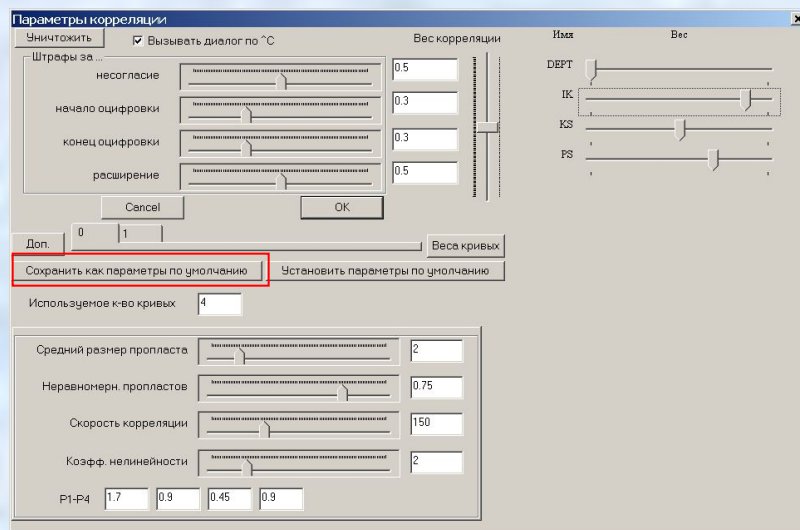 Параметры корреляции
Уничтожить
Вызывать диалог по ^C
Вес корреляции
Имя Вес
Штрафы за ...
несогласие 0.5
начало оцифровки 0.3
конец оцифровки 0.3
расширение 0.5
DEPT
IK
KS
PS
Cancel OK
Доп. 0 1 Веса кривых
Сохранить как параметры по умолчанию Установить параметры по умолчанию
Используемое к-во кривых 4
Средний размер пропласта 2
Неравномерн. пропластов 0.75
Скорость корреляции 150
Коэфф. нелинейности 2
P1-P4 1.7 0.9 0.45 0.9